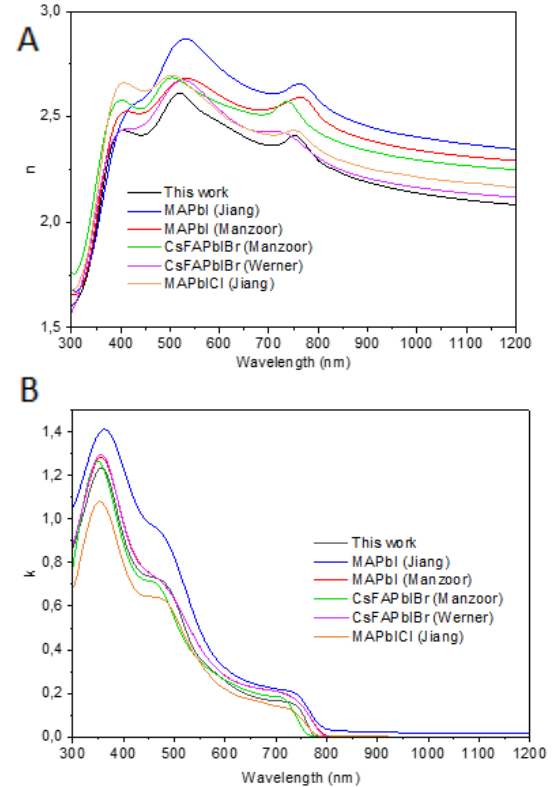 A
3,0
2,5
2,0
1,5
n
This work
MAPbI (Jiang)
MAPbI (Manzoor)
CsFAPbIBr (Manzoor)
CsFAPbIBr (Werner)
MAPbICl (Jiang)
300 400 500 600 700 800 900 1000 1100 1200
Wavelength (nm)
B
1,4
1,2
1,0
0,8
0,6
0,4
0,2
0,0
k
This work
MAPbI (Jiang)
MAPbI (Manzoor)
CsFAPbIBr (Manzoor)
CsFAPbIBr (Werner)
MAPbICl (Jiang)
300 400 500 600 700 800 900 1000 1100 1200
Wavelength (nm)